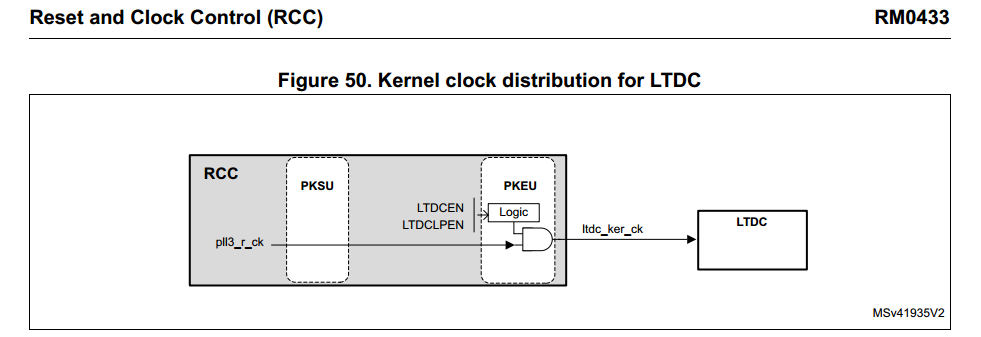 Reset and Clock Control (RCC) RM0433
Figure 50. Kernel clock distribution for LTDC
RCC
PKSU
PKEU
LTDCEN
LTDCLPEN
Logic
pll3_r_ck
ltdc_ker_ck
LTDC
MSv41935V2